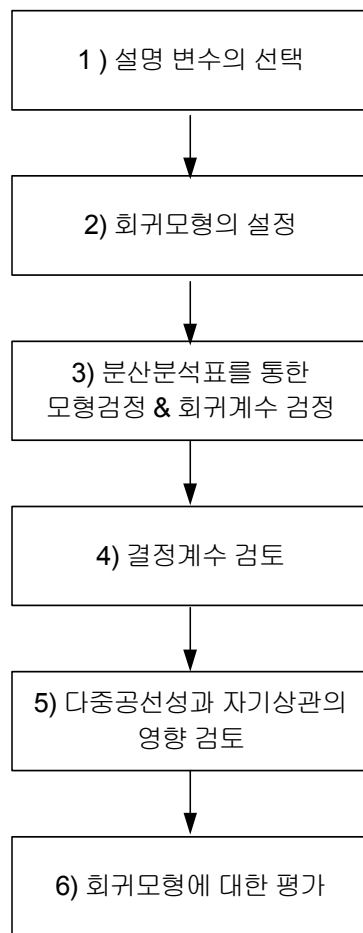 1 ) 설명 변수의 선택
2) 회귀모형의 설정
3) 분산분석표를 통한
모형검정 & 회귀계수 검정
4) 결정계수 검토
5) 다중공선성과 자기상관의
영향 검토
6) 회귀모형에 대한 평가